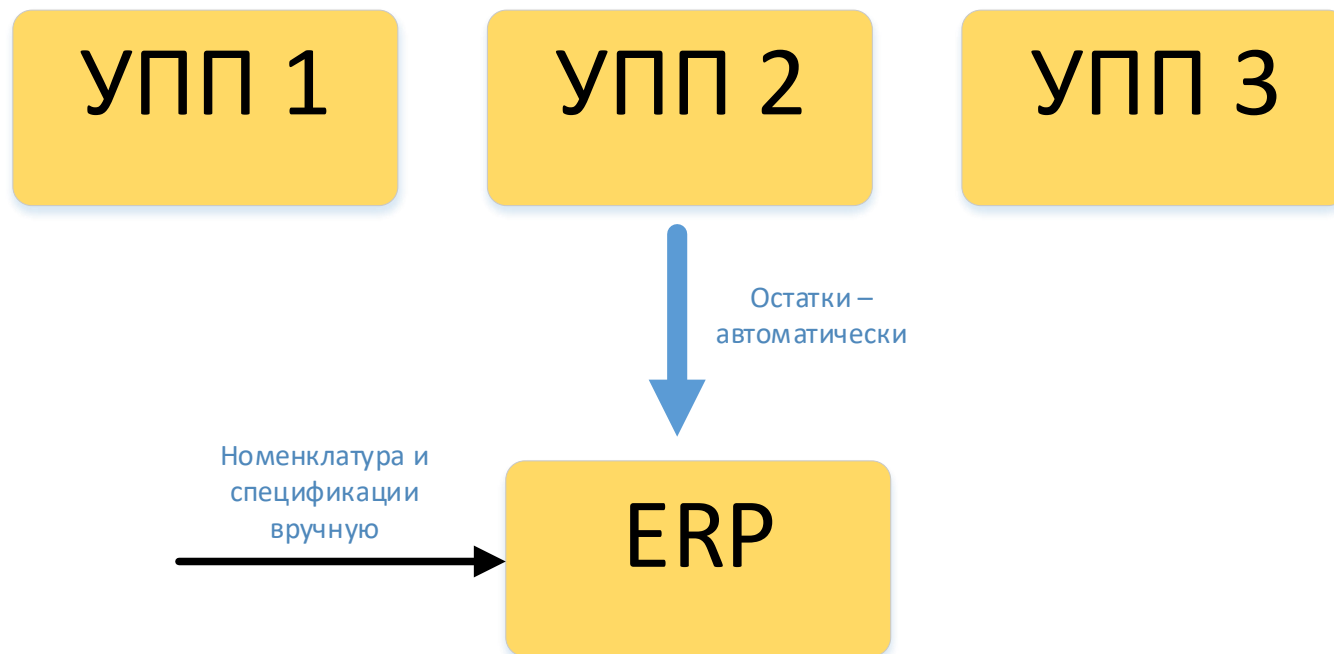 УПП 1
УПП 2
УПП 3
Остатки –
автоматически
Номенклатура и
спецификации
вручную
ERP